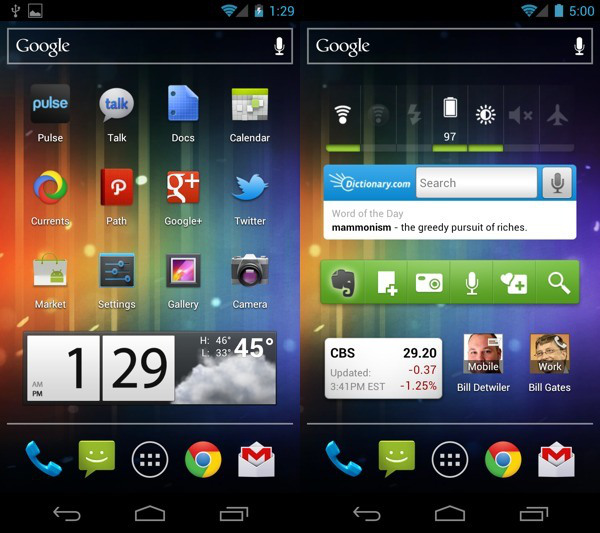 1:29
Google
pulse
talk
Pulse
Talk
Docs
Calendar
g+
Currents
Path
Google+
Twitter
Market
Settings
Gallery
Camera
AM
PM
1
29
H: 46°
L: 33°
45°
5:00
Google
97
Dictionary.com
Search
Word of the Day
mammonism - the greedy pursuit of riches.
CBS
29.20
Updated:
-0.37
3:41PM EST
-1.25%
Mobile
Work
Bill Detwiler
Bill Gates